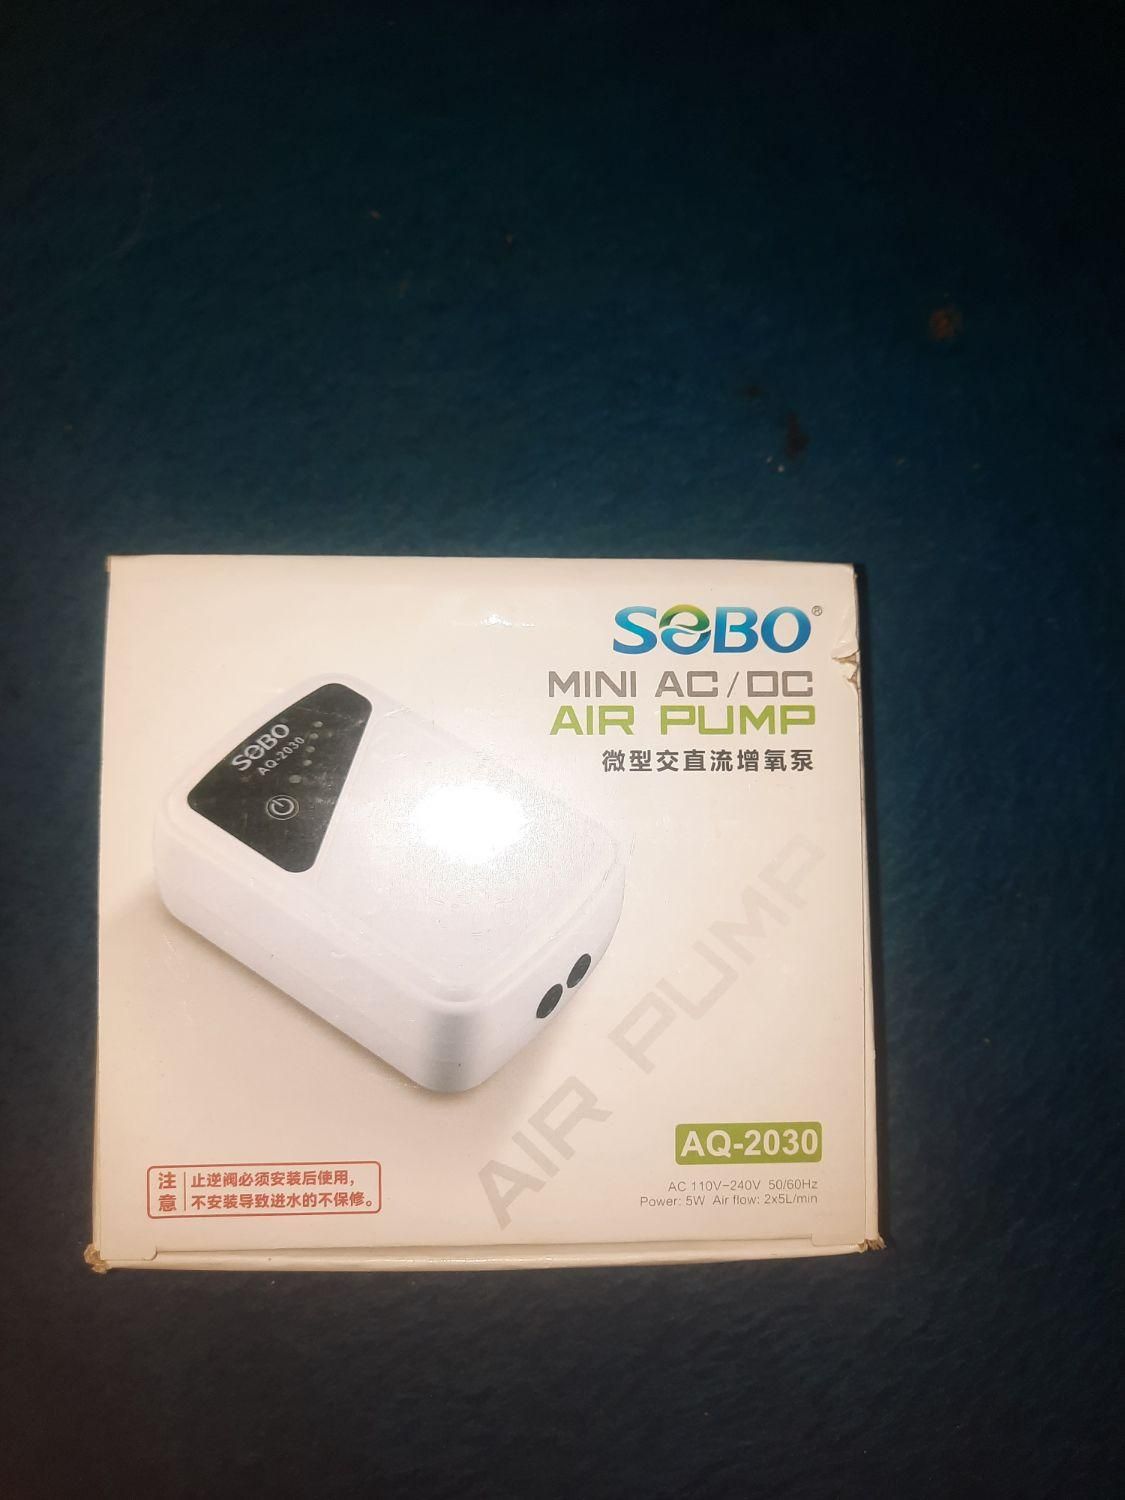 SOBO®
MINI AC/DC
AIR PUMP
微型交直流增氧泵
SOBO
AQ-2030
AIR PUMP
AQ-2030
AC 110V-240V 50/60Hz
Power: 5W Air flow: 2x5L/min
注意
止逆阀必须安装后使用，
不安装导致进水的不保修。